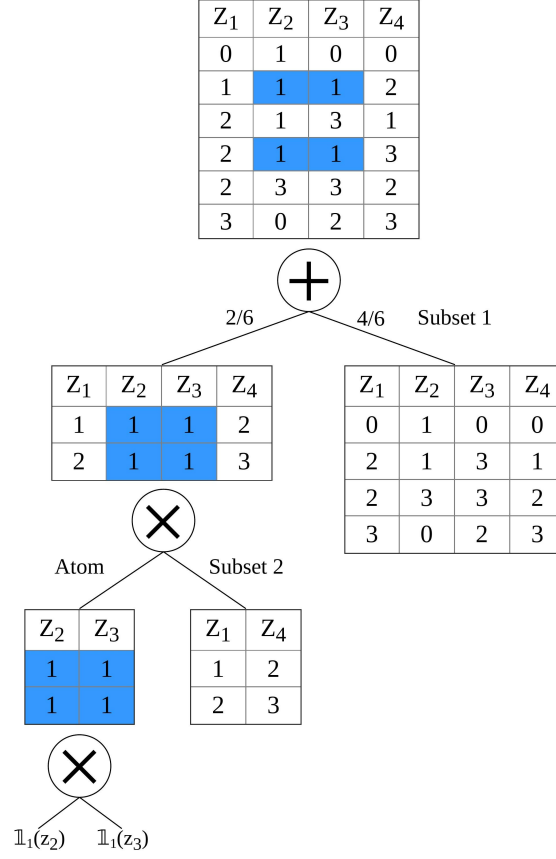 Z₁ Z₂ Z₃ Z₄
0 1 0 0
1 1 1 2
2 1 3 1
2 1 1 3
2 3 3 2
3 0 2 3
+
2/6 4/6 Subset 1
Z₁ Z₂ Z₃ Z₄
1 1 1 2
2 1 1 3
Z₁ Z₂ Z₃ Z₄
0 1 0 0
2 1 3 1
2 3 3 2
3 0 2 3
×
Atom Subset 2
Z₂ Z₃
1 1
1 1
Z₁ Z₄
1 2
2 3
×
𝟙₁(z₂) 𝟙₁(z₃)